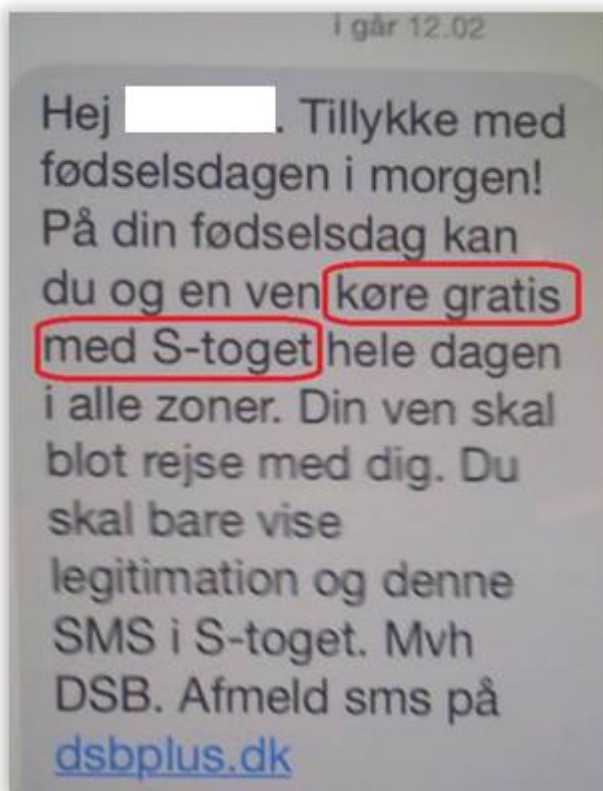 i går 12.02
Hej . Tillykke med
fødselsdagen i morgen!
På din fødselsdag kan
du og en ven køre gratis
med S-toget hele dagen
i alle zoner. Din ven skal
blot rejse med dig. Du
skal bare vise
legitimation og denne
SMS i S-toget. Mvh
DSB. Afmeld sms på
dsbplus.dk